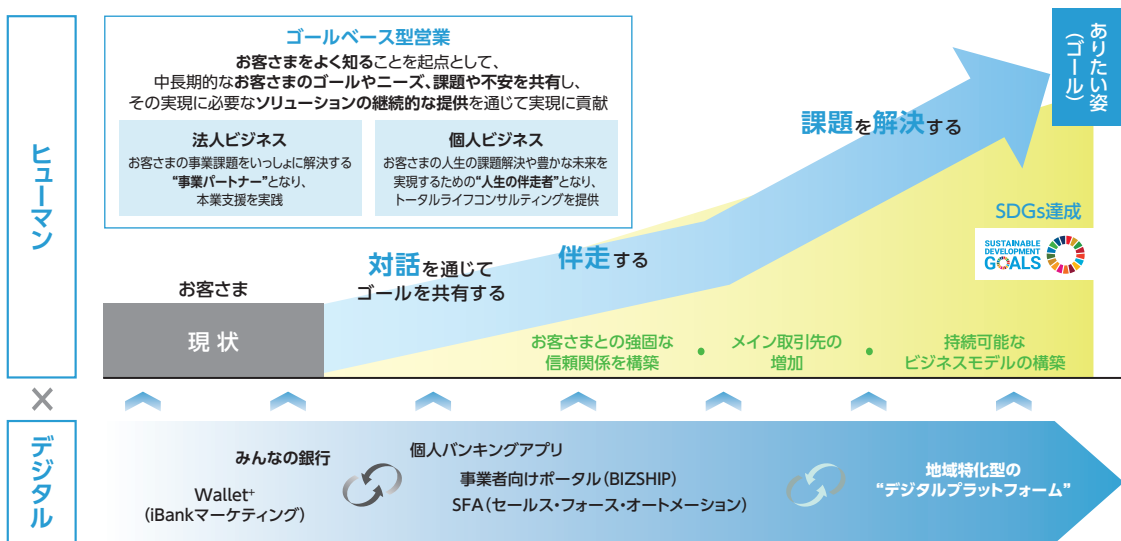 ヒューマン
×
デジタル
ゴールベース型営業
お客さまをよく知ることを起点として、
中長期的なお客さまのゴールやニーズ、課題や不安を共有し、
その実現に必要なソリューションの継続的な提供を通じて実現に貢献
法人ビジネス
お客さまの事業課題をいっしょに解決する
“事業パートナー”となり、
本業支援を実践
個人ビジネス
お客さまの人生の課題解決や豊かな未来を
実現するための“人生の伴走者”となり、
トータルライフコンサルティングを提供
ありたい姿
(ゴール)
課題を解決する
伴走する
対話を通じて
ゴールを共有する
お客さま
現状
SDGs達成
SUSTAINABLE
DEVELOPMENT
GOALS
お客さまとの強固な
信頼関係を構築
・
メイン取引先の
増加
・
持続可能な
ビジネスモデルの構築
みんなの銀行
Wallet+
(iBankマーケティング)
個人バンキングアプリ
事業者向けポータル(BIZSHIP)
SFA(セールス・フォース・オートメーション)
地域特化型の
“デジタルプラットフォーム”